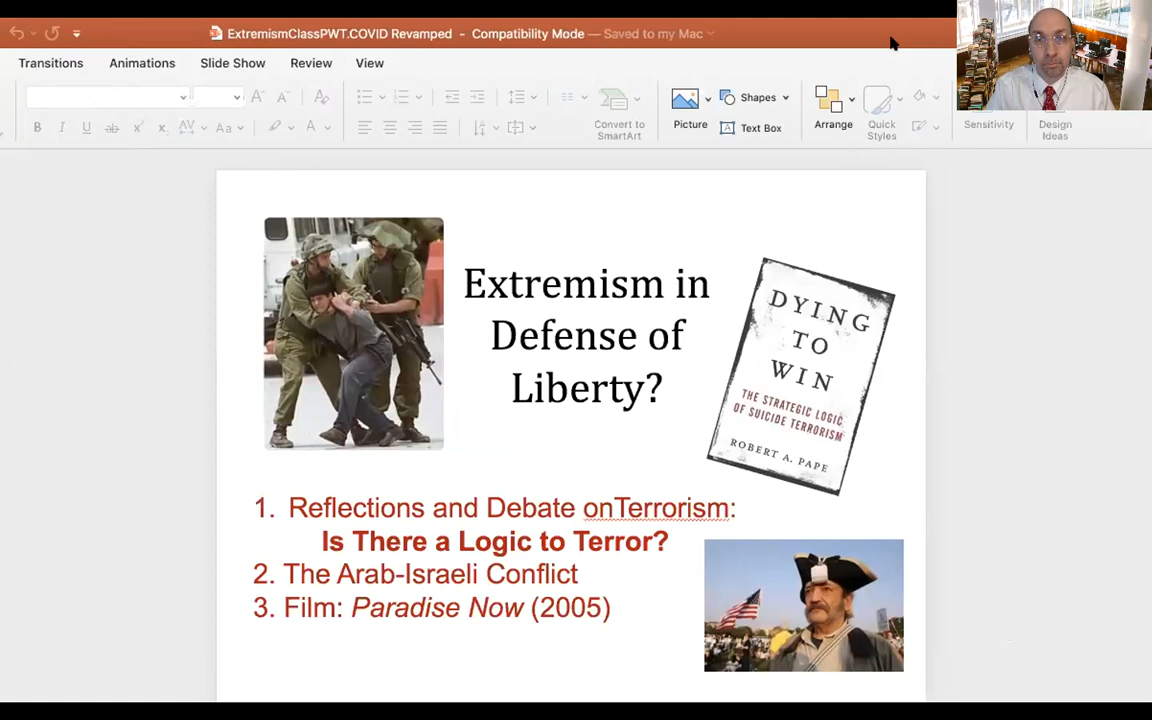 ExtremismClassPWT.COVID Revamped - Compatibility Mode — Saved to my Mac
Transitions Animations Slide Show Review View
Convert to SmartArt
Picture
Shapes
Text Box
Arrange
Quick Styles
Sensitivity
Design Ideas
Extremism in
Defense of
Liberty?
DYING
TO
WIN
THE STRATEGIC LOGIC
OF SUICIDE TERRORISM
ROBERT A. PAPE
1. Reflections and Debate onTerrorism:
Is There a Logic to Terror?
2. The Arab-Israeli Conflict
3. Film: Paradise Now (2005)